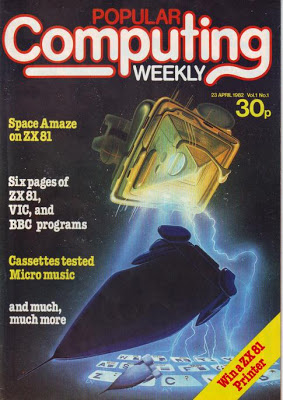 POPULAR
Computing
WEEKLY
23 APRIL 1982 Vol.1 No.1
30p
Space Amaze
on ZX 81
Six pages of
ZX 81,
VIC, and
BBC programs
Cassettes tested
Micro music
and much,
much more
Win a ZX 81
Printer